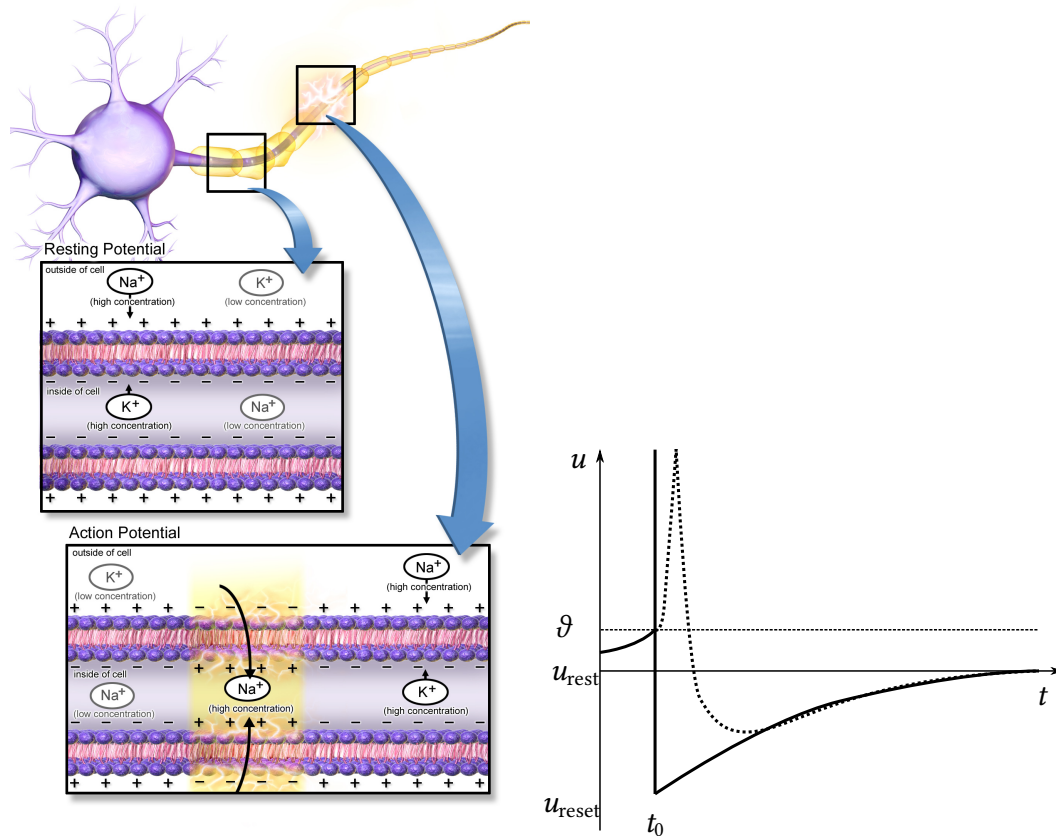 Resting Potential
outside of cell
Na+
K+
(high concentration)
(low concentration)
+ + + + + + + + + +
– – – – – – – – – –
inside of cell
K+
Na+
(high concentration)
(low concentration)
– – – – – – – – – –
+ + + + + + + + + +
Action Potential
outside of cell
K+
Na+
(low concentration)
(high concentration)
+ + + + – – – – + + + + + +
– – – – + + + + – – – – – –
inside of cell
Na+
Na+
K+
(low concentration)
(high concentration)
(high concentration)
– – – – + + + + – – – – – –
+ + + + – – – – + + + + + +
u
ϑ
u_rest
t
u_reset
t_0